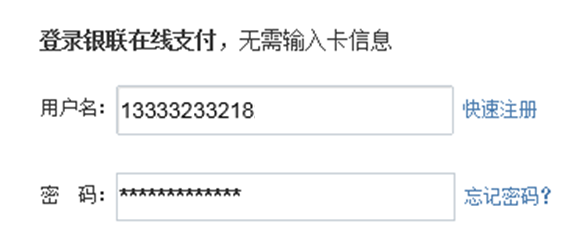 登录银联在线支付，无需输入卡信息
用户名：13333233218 快速注册
密 码：************* 忘记密码？